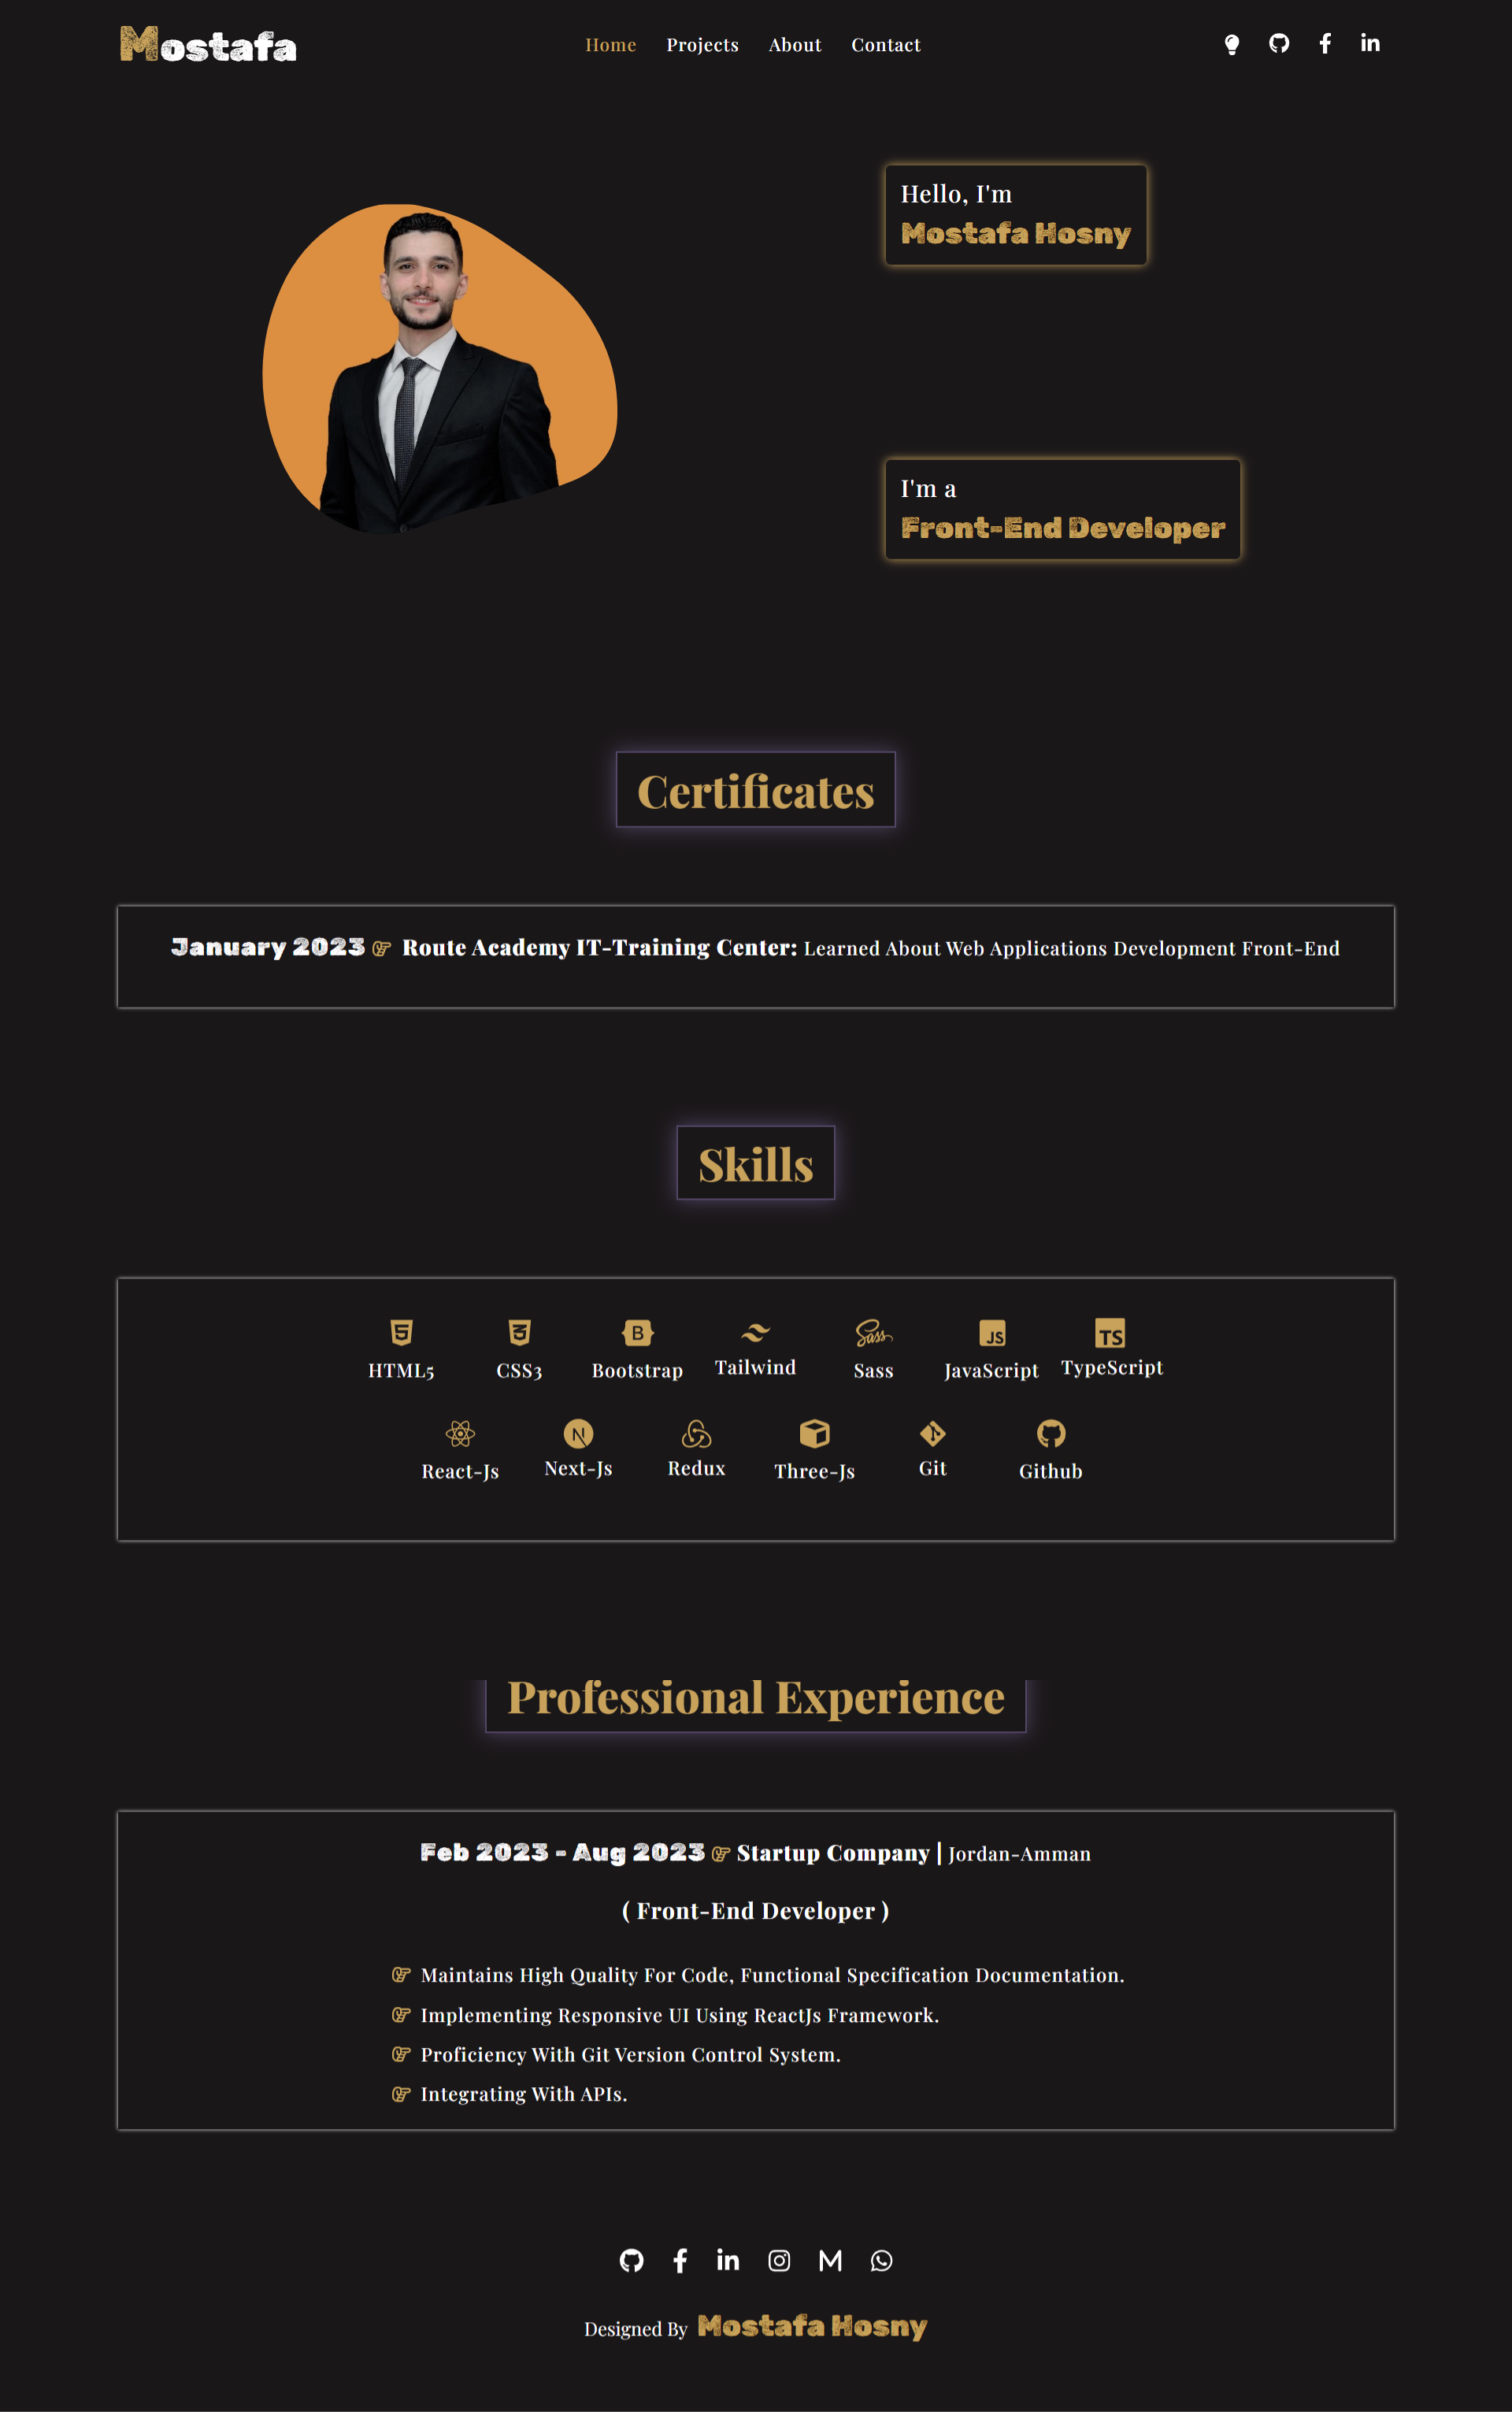 Mostafa
Home Projects About Contact
Hello, I'm
Mostafa Hosny
I'm a
Front-End Developer
Certificates
January 2023 Route Academy IT-Training Center: Learned About Web Applications Development Front-End
Skills
HTML5 CSS3 Bootstrap Tailwind Sass JavaScript TypeScript
React-Js Next-Js Redux Three-Js Git Github
Professional Experience
Feb 2023 - Aug 2023 Startup Company | Jordan-Amman
( Front-End Developer )
Maintains High Quality For Code, Functional Specification Documentation.
Implementing Responsive UI Using ReactJs Framework.
Proficiency With Git Version Control System.
Integrating With APIs.
Designed By Mostafa Hosny